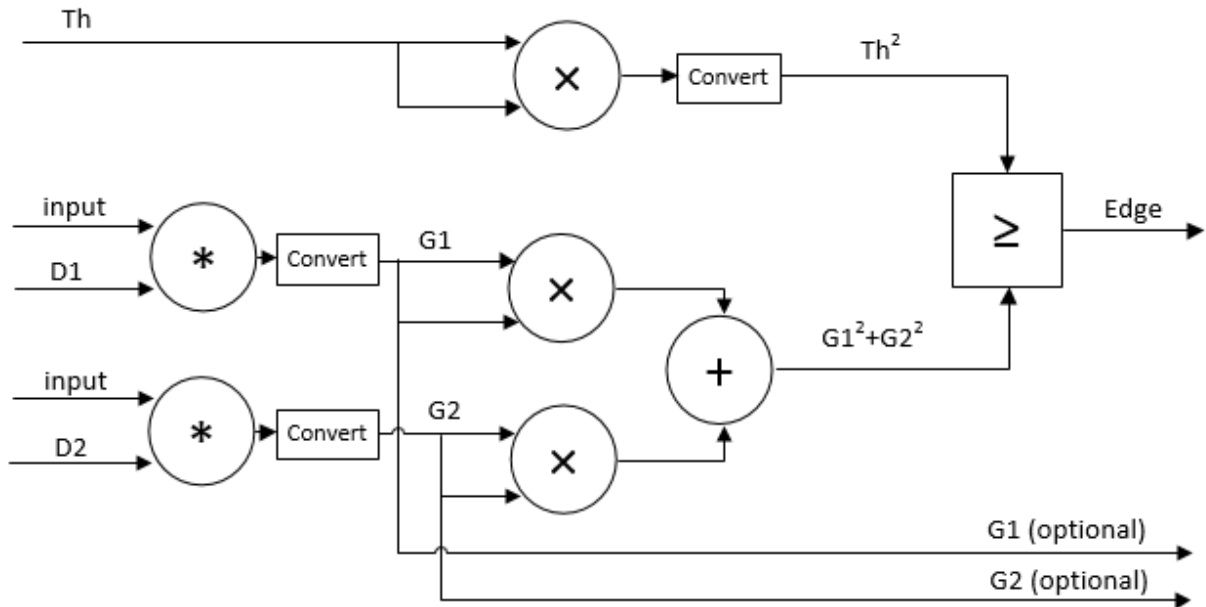 Th
×
Convert
Th²
input
*
Convert
G1
D1
×
≥
Edge
+
G1²+G2²
input
*
Convert
G2
D2
×
G1 (optional)
G2 (optional)